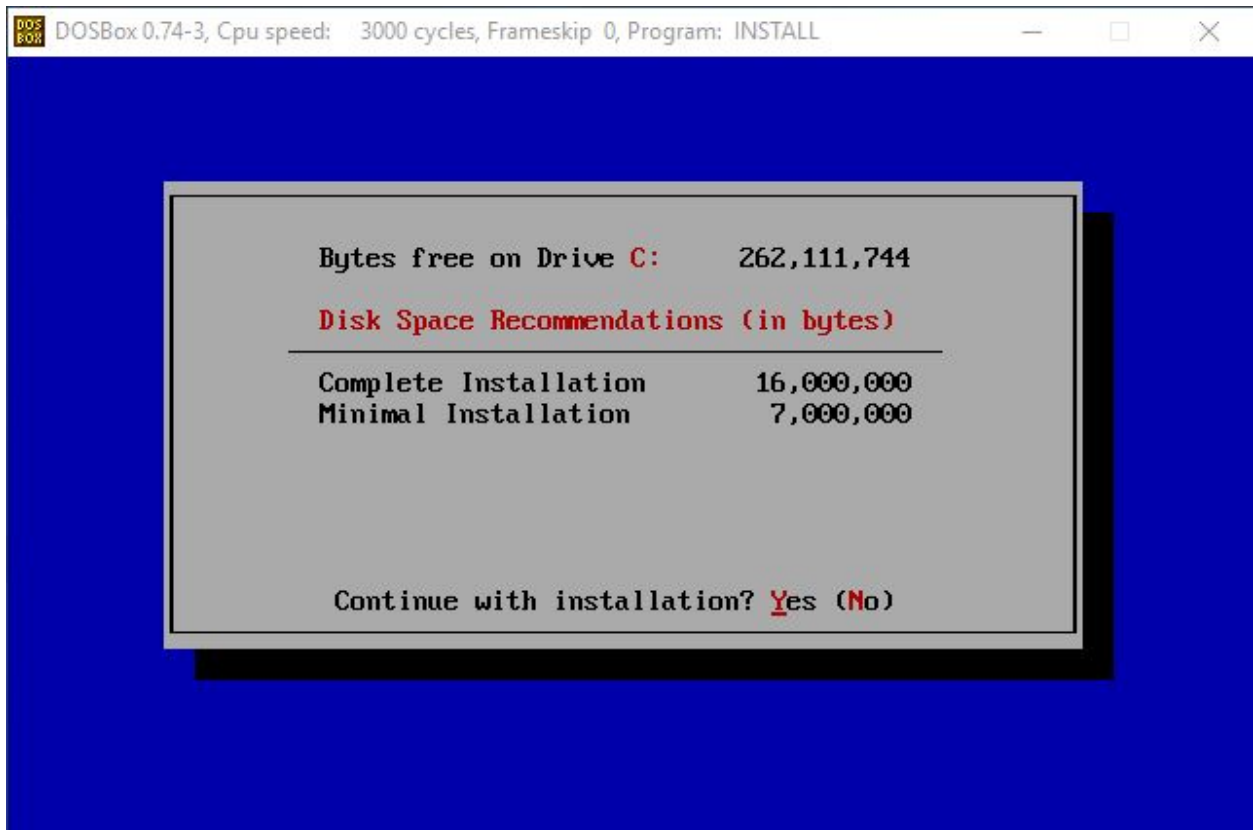 DOS BOX DOSBox 0.74-3, Cpu speed: 3000 cycles, Frameskip 0, Program: INSTALL
Bytes free on Drive C: 262,111,744
Disk Space Recommendations (in bytes)
Complete Installation 16,000,000
Minimal Installation 7,000,000
Continue with installation? Yes (No)